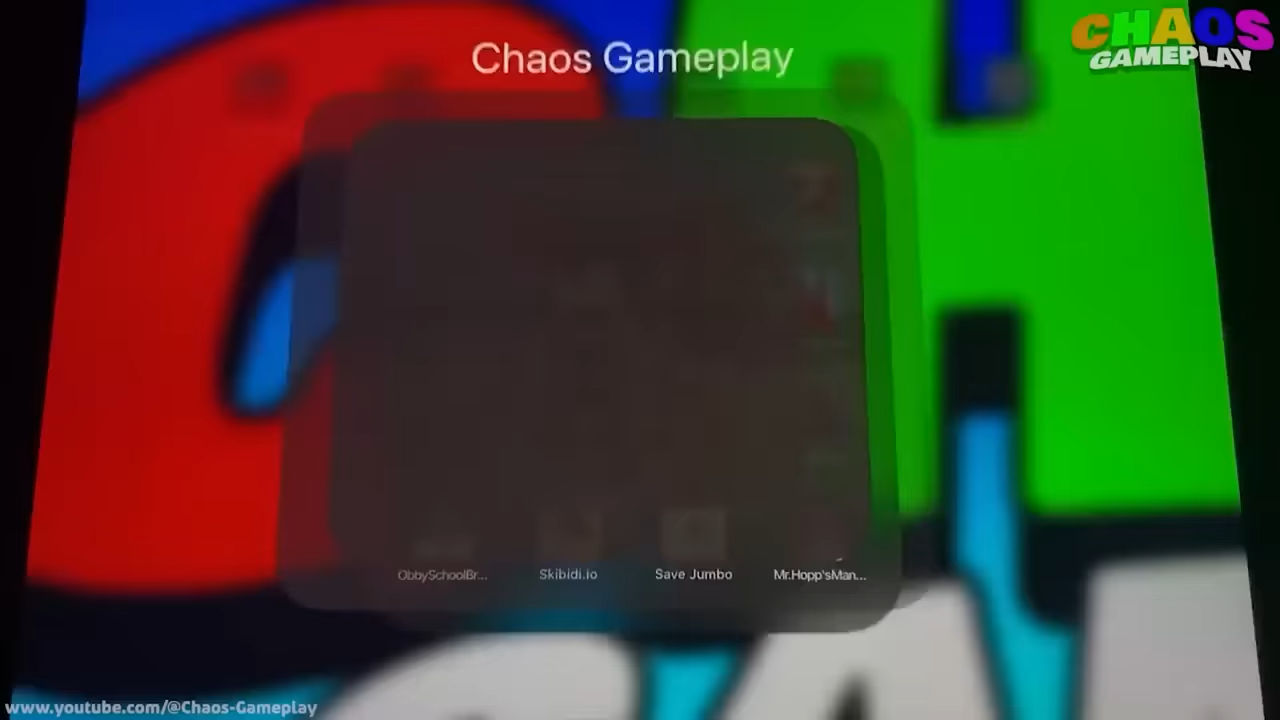 Chaos Gameplay
CHAOS
GAMEPLAY
ObbySchoolBr... Skibidi.io Save Jumbo Mr.Hopp'sMan...
www.youtube.com/@Chaos-Gameplay